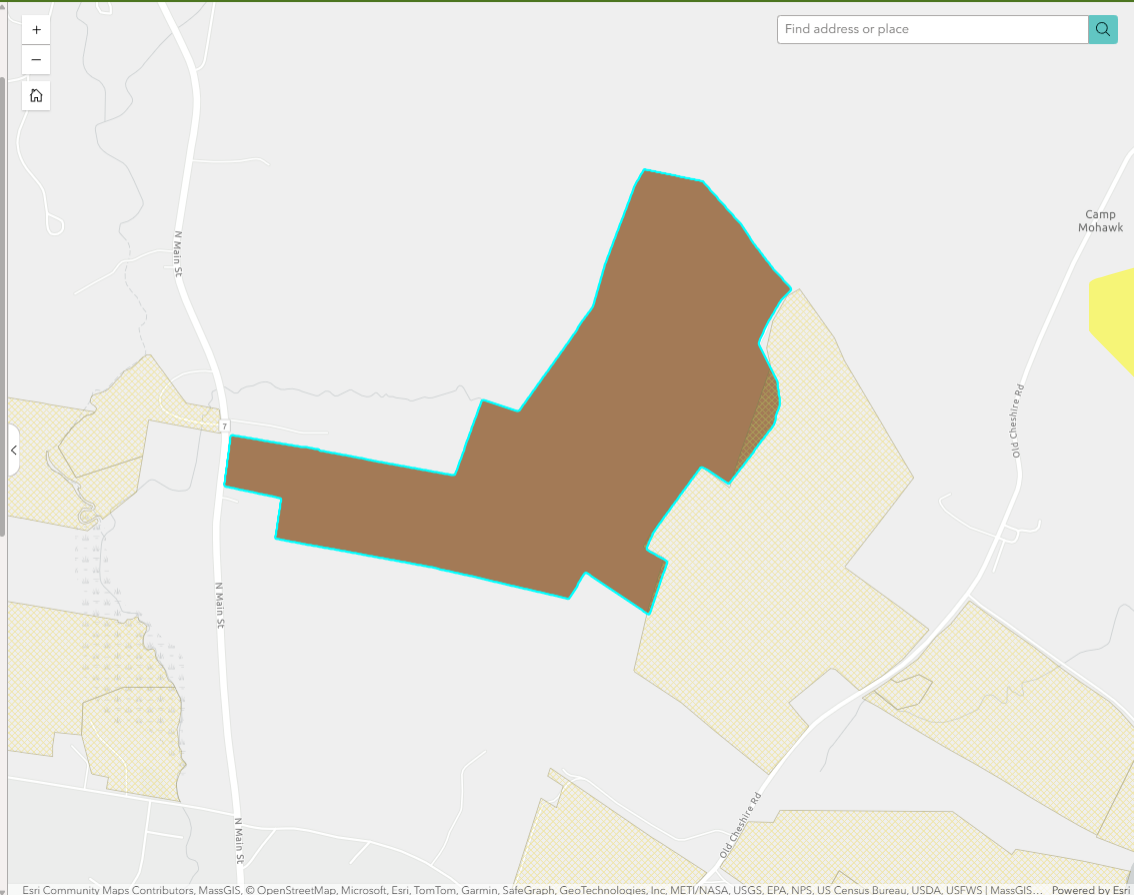 +
Find address or place
−
Camp
Mohawk
N Main St
Old Cheshire Rd
7
N Main St
Old Cheshire Rd
N Main St
Esri Community Maps Contributors, MassGIS, © OpenStreetMap, Microsoft, Esri, TomTom, Garmin, SafeGraph, GeoTechnologies, Inc, METI/NASA, USGS, EPA, NPS, US Census Bureau, USDA, USFWS | MassGIS... Powered by Esri